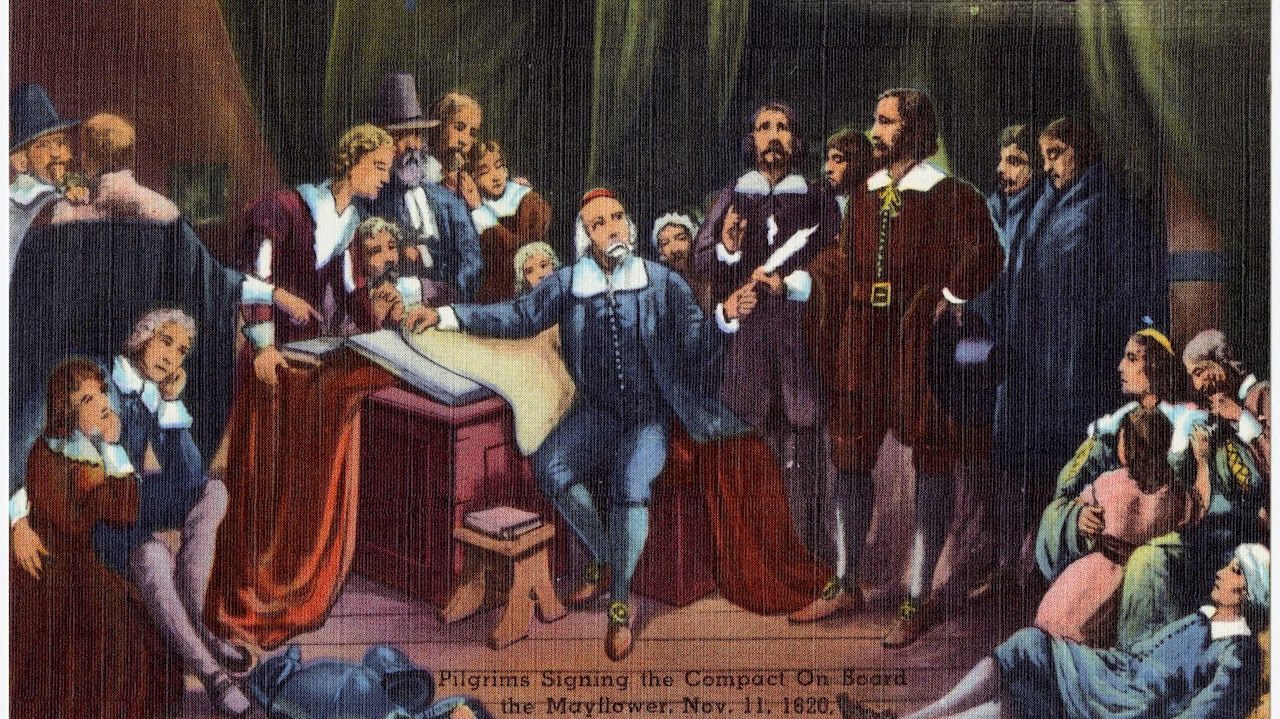 Pilgrims Signing the Compact On Board
the Mayflower, Nov. 11, 1620.